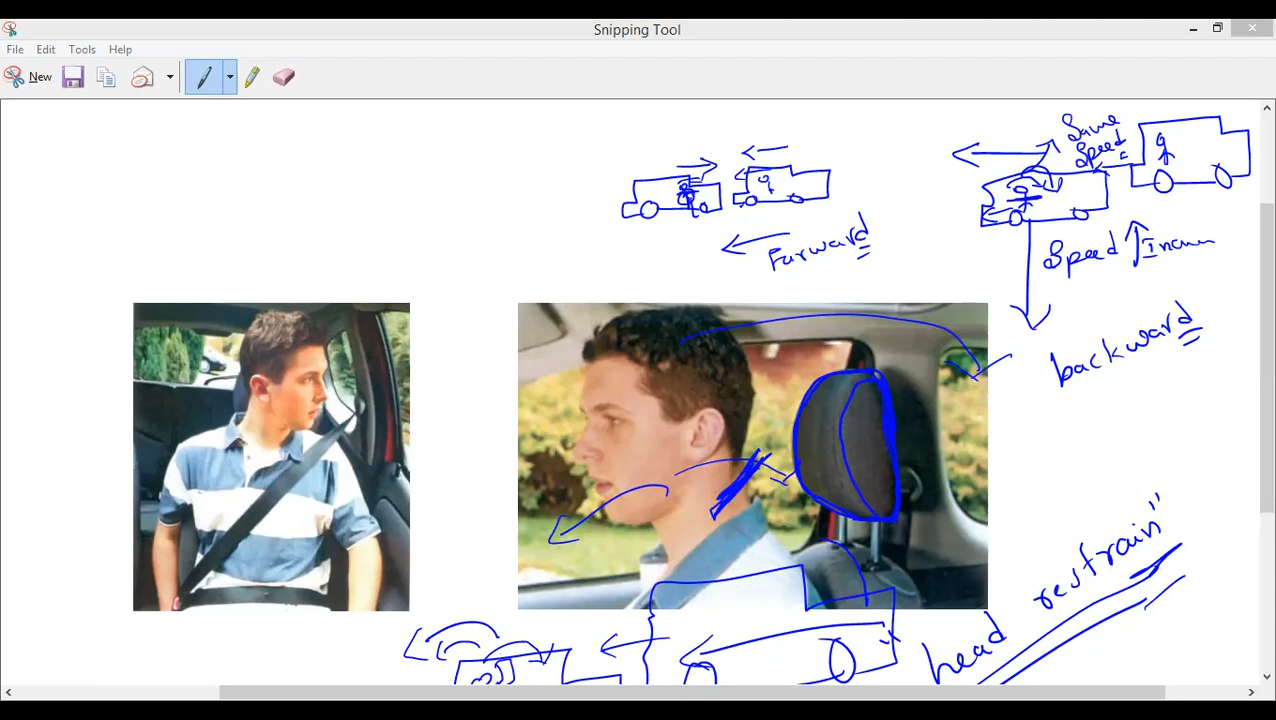 Snipping Tool
File Edit Tools Help
New
Same
Speed
Forward
Speed
backward
head restrain"